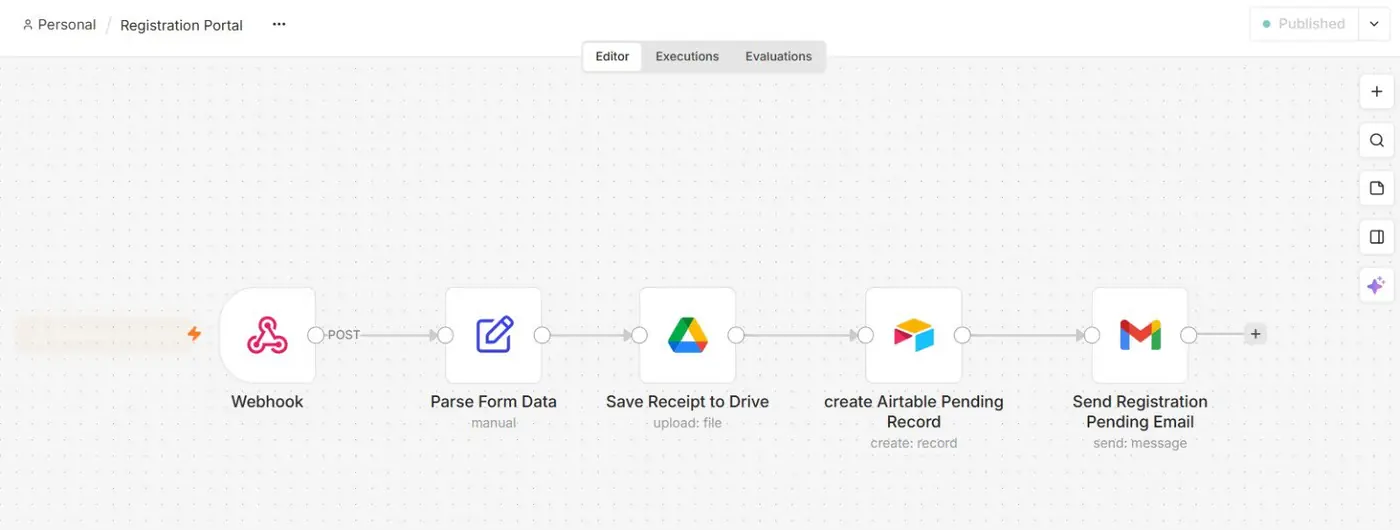 Personal / Registration Portal ...
Published
Editor Executions Evaluations
POST
Webhook
Parse Form Data
manual
Save Receipt to Drive
upload: file
create Airtable Pending
Record
create: record
Send Registration
Pending Email
send: message